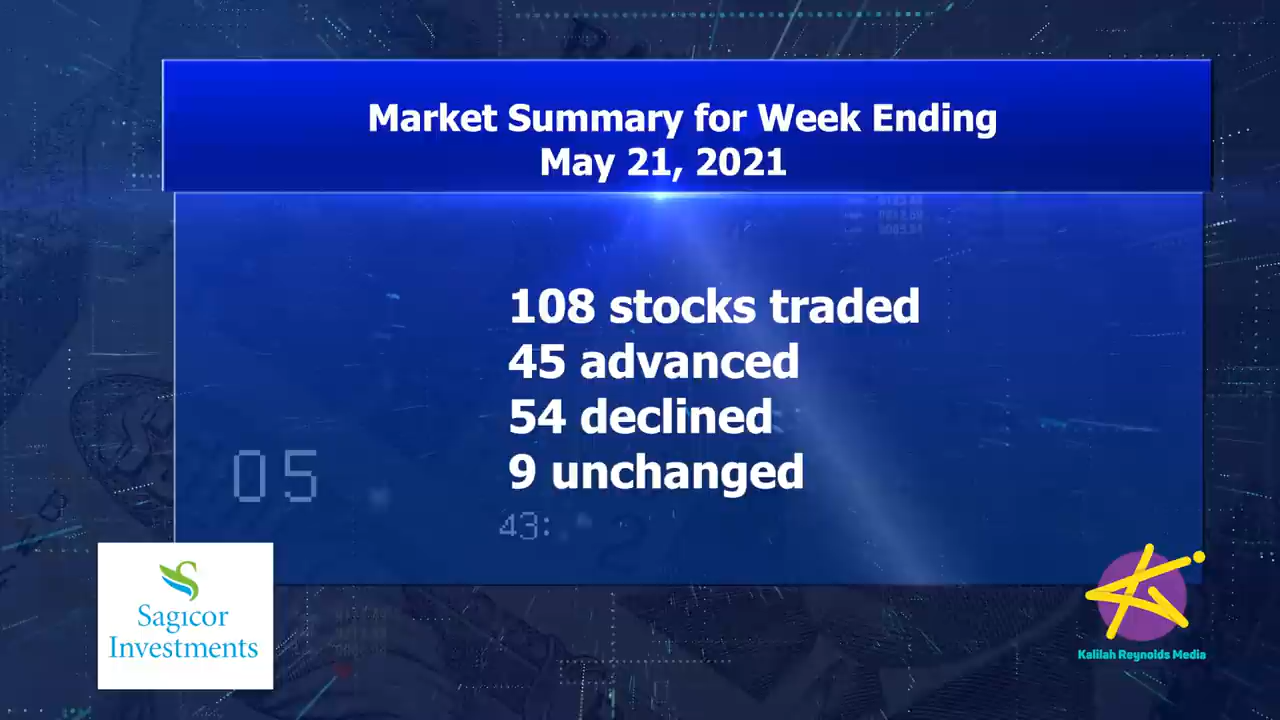 Market Summary for Week Ending
May 21, 2021
108 stocks traded
45 advanced
54 declined
9 unchanged
05
43:
Sagicor
Investments
Kalilah Reynolds Media